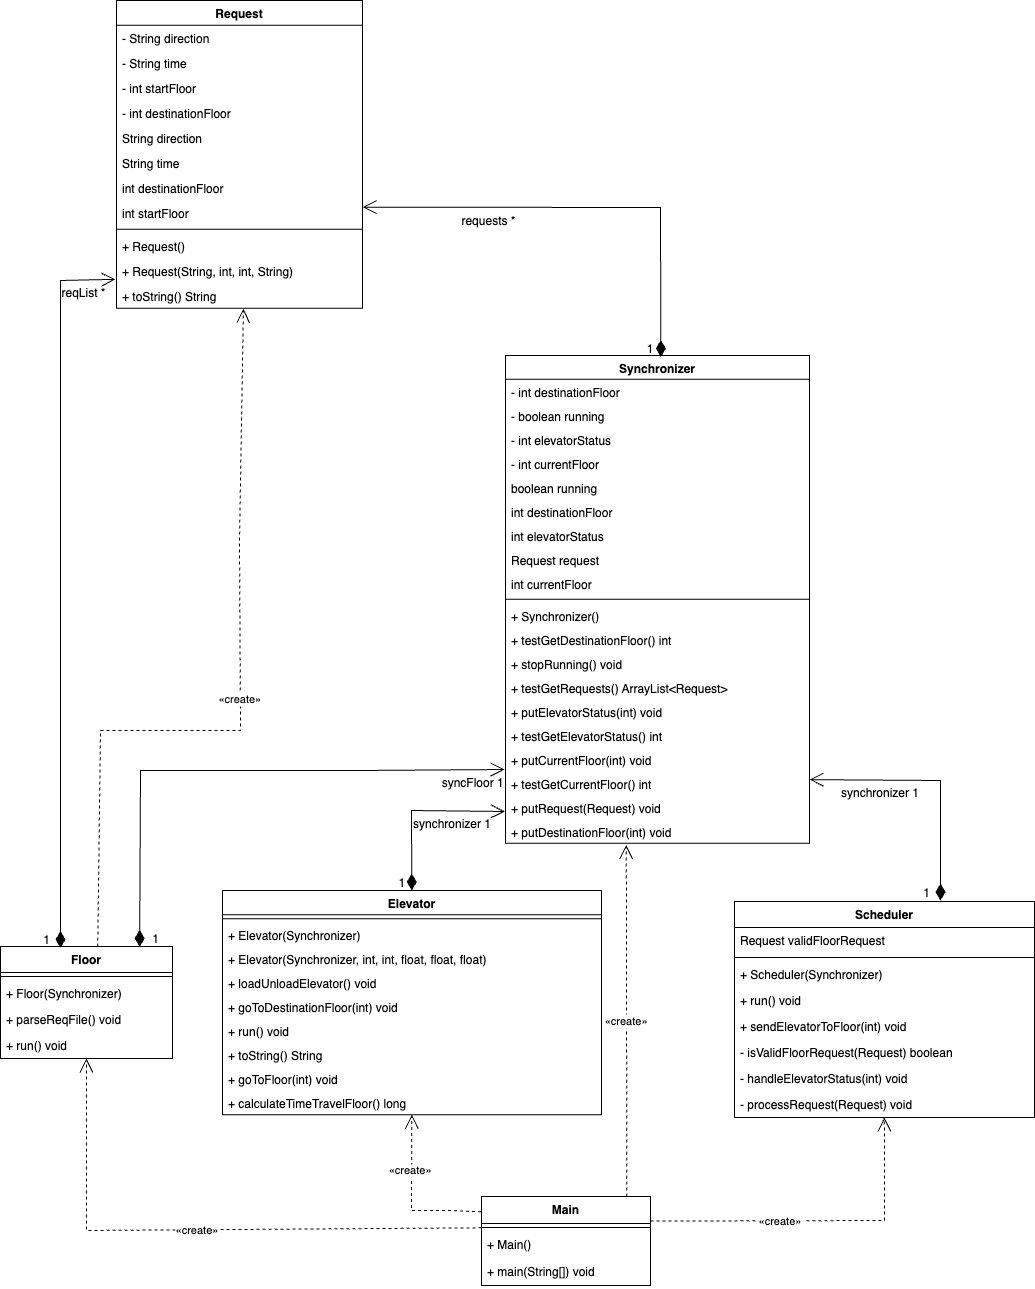 Request
- String direction
- String time
- int startFloor
- int destinationFloor
String direction
String time
int destinationFloor
int startFloor
+ Request()
+ Request(String, int, int, String)
+ toString() String
requests *
reqList *
1
Synchronizer
- int destinationFloor
- boolean running
- int elevatorStatus
- int currentFloor
boolean running
int destinationFloor
int elevatorStatus
Request request
int currentFloor
+ Synchronizer()
+ testGetDestinationFloor() int
+ stopRunning() void
+ testGetRequests() ArrayList<Request>
+ putElevatorStatus(int) void
+ testGetElevatorStatus() int
+ putCurrentFloor(int) void
+ testGetCurrentFloor() int
+ putRequest(Request) void
+ putDestinationFloor(int) void
«create»
syncFloor 1
synchronizer 1
synchronizer 1
1
Elevator
+ Elevator(Synchronizer)
+ Elevator(Synchronizer, int, int, float, float, float)
+ loadUnloadElevator() void
+ goToDestinationFloor(int) void
+ run() void
+ toString() String
+ goToFloor(int) void
+ calculateTimeTravelFloor() long
1
Scheduler
Request validFloorRequest
+ Scheduler(Synchronizer)
+ run() void
+ sendElevatorToFloor(int) void
- isValidFloorRequest(Request) boolean
- handleElevatorStatus(int) void
- processRequest(Request) void
1
1
Floor
+ Floor(Synchronizer)
+ parseReqFile() void
+ run() void
«create»
«create»
«create»
«create»
Main
+ Main()
+ main(String[]) void